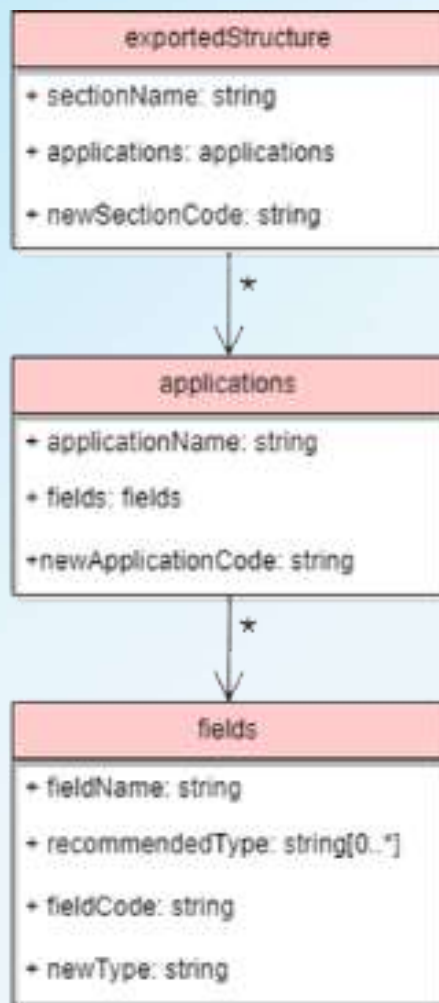 exportedStructure
+ sectionName: string
+ applications: applications
+ newSectionCode: string
*
applications
+ applicationName: string
+ fields: fields
+newApplicationCode: string
*
fields
+ fieldName: string
+ recommendedType: string[0..*]
+ fieldCode: string
+ newType: string